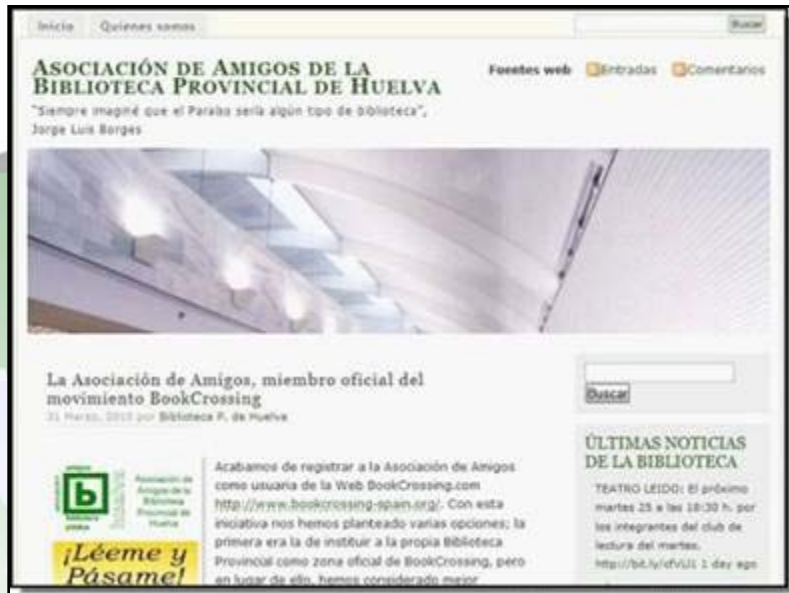 Inicio Quienes somos
Buscar
ASOCIACIÓN DE AMIGOS DE LA
BIBLIOTECA PROVINCIAL DE HUELVA
Fuentes web Entradas Comentarios
"Siempre imaginé que el Paraíso sería algún tipo de biblioteca",
Jorge Luis Borges
La Asociación de Amigos, miembro oficial del
movimiento BookCrossing
31 Marzo, 2010 por Biblioteca P. de Huelva
Buscar
Asociación de
Amigos de la
Biblioteca
Provincial de
Huelva
¡Léeme y
Pásame!
Acabamos de registrar a la Asociación de Amigos
como usuaria de la Web BookCrossing.com
http://www.bookcrossing-spain.org/. Con esta
iniciativa nos hemos planteado varias opciones; la
primera era la de instituir a la propia Biblioteca
Provincial como zona oficial de BookCrossing, pero
en lugar de ello, hemos considerado mejor
ÚLTIMAS NOTICIAS
DE LA BIBLIOTECA
TEATRO LEIDO: El próximo
martes 25 a las 18:30 h. por
los integrantes del club de
lectura del martes.
1 day ago